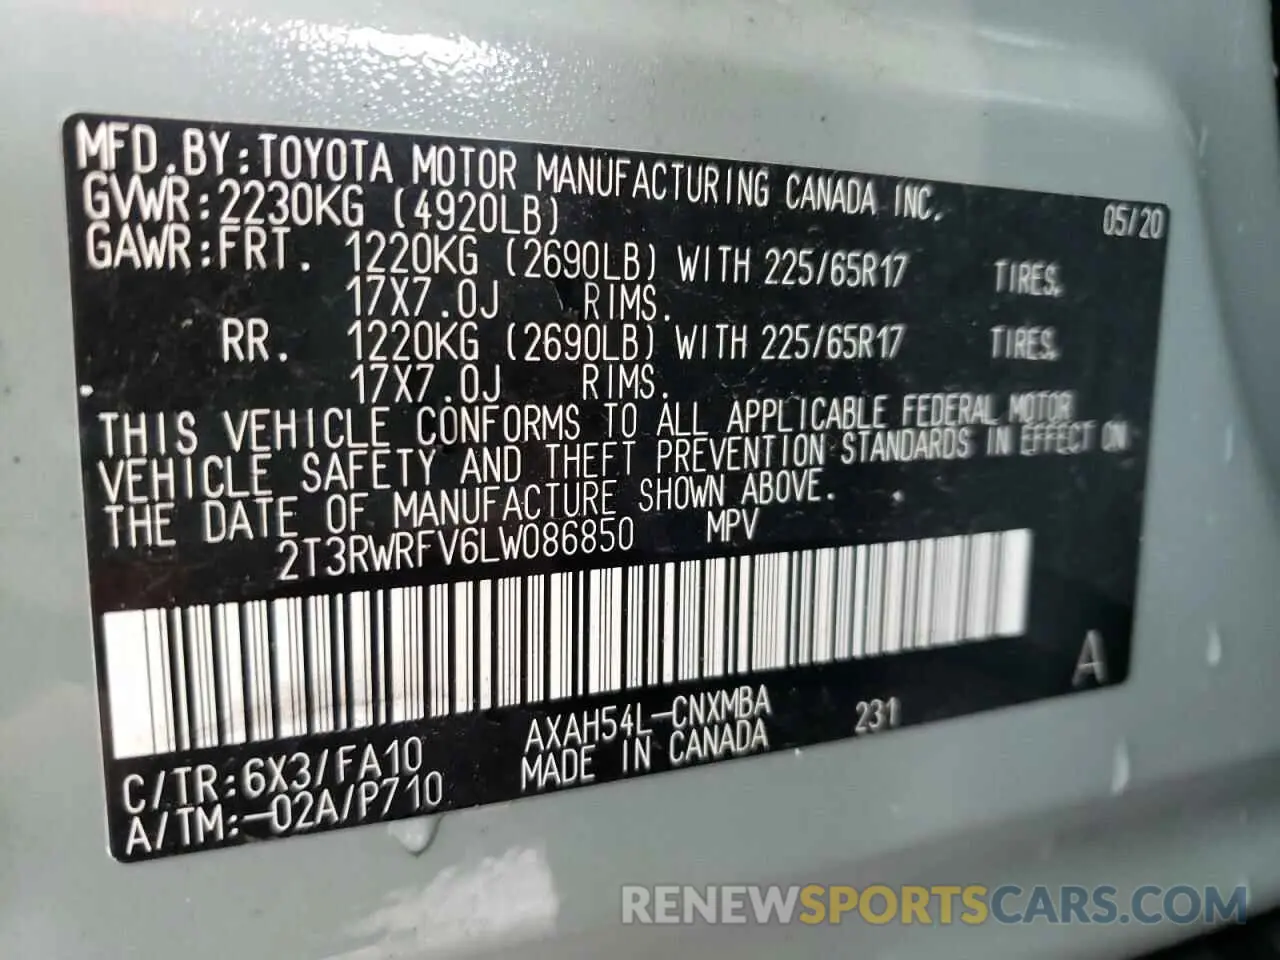 MFD.BY:TOYOTA MOTOR MANUFACTURING CANADA INC. 05/20
GVWR:2230KG (4920LB)
GAWR:FRT. 1220KG (2690LB) WITH 225/65R17 TIRES.
17X7.0J RIMS.
RR. 1220KG (2690LB) WITH 225/65R17 TIRES.
17X7.0J RIMS.
THIS VEHICLE CONFORMS TO ALL APPLICABLE FEDERAL MOTOR
VEHICLE SAFETY AND THEFT PREVENTION STANDARDS IN EFFECT ON
THE DATE OF MANUFACTURE SHOWN ABOVE.
2T3RWRFV6LW086850 MPV
A
AXAH54L-CNXMBA 231
C/TR:6X3/FA10 MADE IN CANADA
A/TM:-02A/P710
RENEWSPORTSCARS.COM